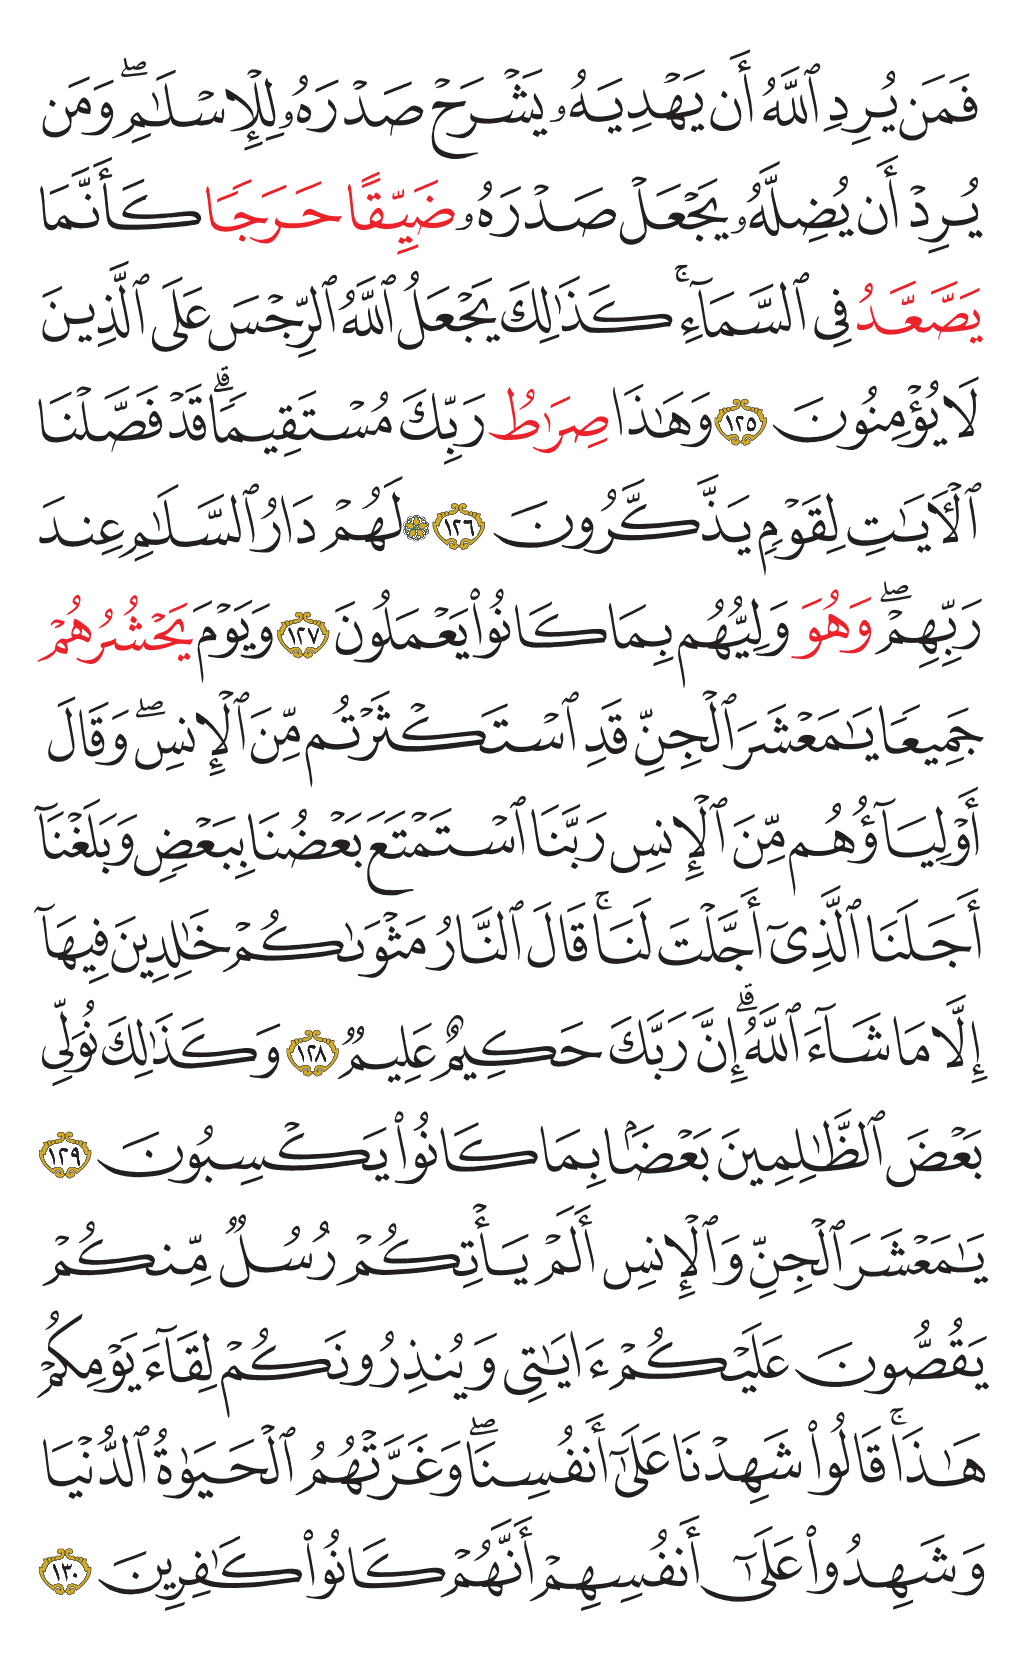 فَمَن يُرِدِ ٱللَّهُ أَن يَهْدِيَهُۥ يَشْرَحْ صَدْرَهُۥ لِلْإِسْلَٰمِۖ وَمَن
يُرِدْ أَن يُضِلَّهُۥ يَجْعَلْ صَدْرَهُۥ ضَيِّقًا حَرَجَا كَأَنَّمَا
يَصَّعَّدُ فِى ٱلسَّمَآءِۚ كَذَٰلِكَ يَجْعَلُ ٱللَّهُ ٱلرِّجْسَ عَلَى ٱلَّذِينَ
لَا يُؤْمِنُونَ ١٢٥ وَهَٰذَا صِرَٰطُ رَبِّكَ مُسْتَقِيمَاۗ قَدْ فَصَّلْنَا
ٱلْأٓيَٰتِ لِقَوْمِ يَذَّكَّرُونَ ١٢٦ ۞ لَهُمْ دَارُ ٱلسَّلَٰمِ عِندَ
رَبِّهِمْۖ وَهُوَ وَلِيُّهُم بِمَا كَانُوا۟ يَعْمَلُونَ ١٢٧ وَيَوْمَ يَحْشُرُهُمْ
جَمِيعَا يَٰمَعْشَرَ ٱلْجِنِّ قَدِ ٱسْتَكْثَرْتُم مِّنَ ٱلْإِنسِۖ وَقَالَ
أَوْلِيَآؤُهُم مِّنَ ٱلْإِنسِ رَبَّنَا ٱسْتَمْتَعَ بَعْضُنَا بِبَعْضِ وَبَلَغْنَآ
أَجَلَنَا ٱلَّذِىٓ أَجَّلْتَ لَنَاۚ قَالَ ٱلنَّارُ مَثْوَىٰكُمْ خَٰلِدِينَ فِيهَآ
إِلَّا مَا شَآءَ ٱللَّهُۗ إِنَّ رَبَّكَ حَكِيمٌ عَلِيمٌ ١٢٨ وَكَذَٰلِكَ نُوَلِّى
بَعْضَ ٱلظَّٰلِمِينَ بَعْضَۢا بِمَا كَانُوا۟ يَكْسِبُونَ ١٢٩
يَٰمَعْشَرَ ٱلْجِنِّ وَٱلْإِنسِ أَلَمْ يَأْتِكُمْ رُسُلٌ مِّنكُمْ
يَقُصُّونَ عَلَيْكُمْ ءَايَٰتِى وَيُنذِرُونَكُمْ لِقَآءَ يَوْمِكُمْ
هَٰذَاۚ قَالُوا۟ شَهِدْنَا عَلَىٰٓ أَنفُسِنَاۖ وَغَرَّتْهُمُ ٱلْحَيَوٰةُ ٱلدُّنْيَا
وَشَهِدُوا۟ عَلَىٰٓ أَنفُسِهِمْ أَنَّهُمْ كَانُوا۟ كَٰفِرِينَ ١٣٠